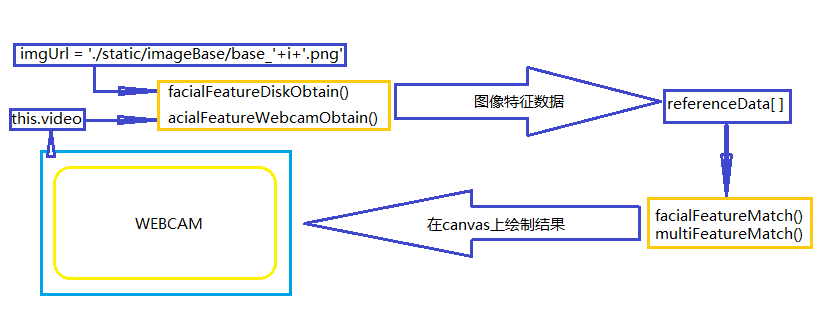 imgUrl = './static/imageBase/base_'+i+'.png'
facialFeatureDiskObtain()
this.video
acialFeatureWebcamObtain()
图像特征数据
referenceData[ ]
WEBCAM
在canvas上绘制结果
facialFeatureMatch()
multiFeatureMatch()